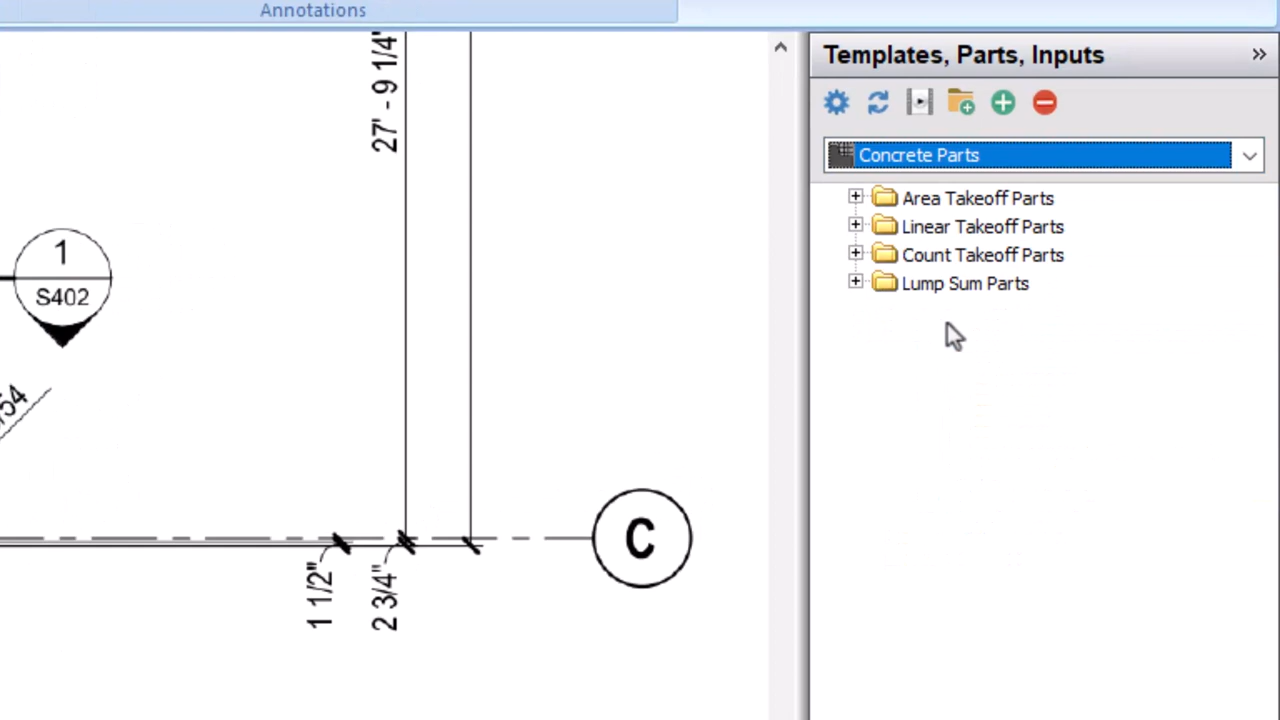 Annotations
27' - 9 1/4"
1
S402
1 1/2"
2 3/4"
C
Templates, Parts, Inputs
Concrete Parts
Area Takeoff Parts
Linear Takeoff Parts
Count Takeoff Parts
Lump Sum Parts